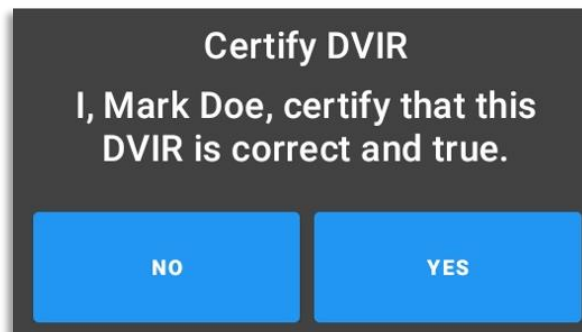 Certify DVIR
I, Mark Doe, certify that this
DVIR is correct and true.
NO
YES